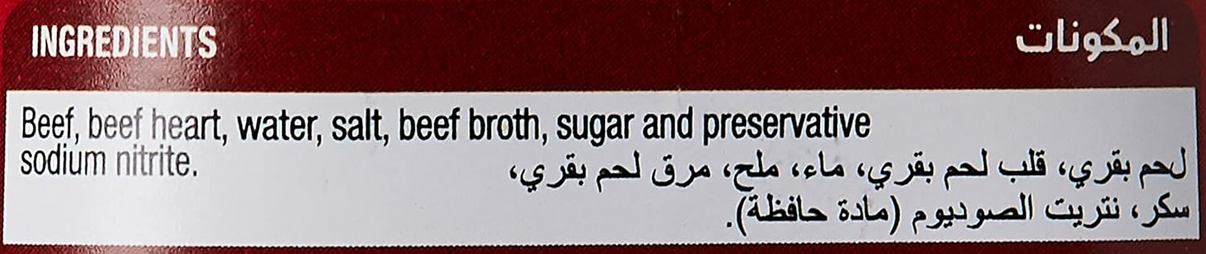 INGREDIENTS
المكونات
Beef, beef heart, water, salt, beef broth, sugar and preservative
sodium nitrite.
لحم بقري، قلب لحم بقري، ماء، ملح، مرق لحم بقري،
سكر، نتريت الصوديوم (مادة حافظة).